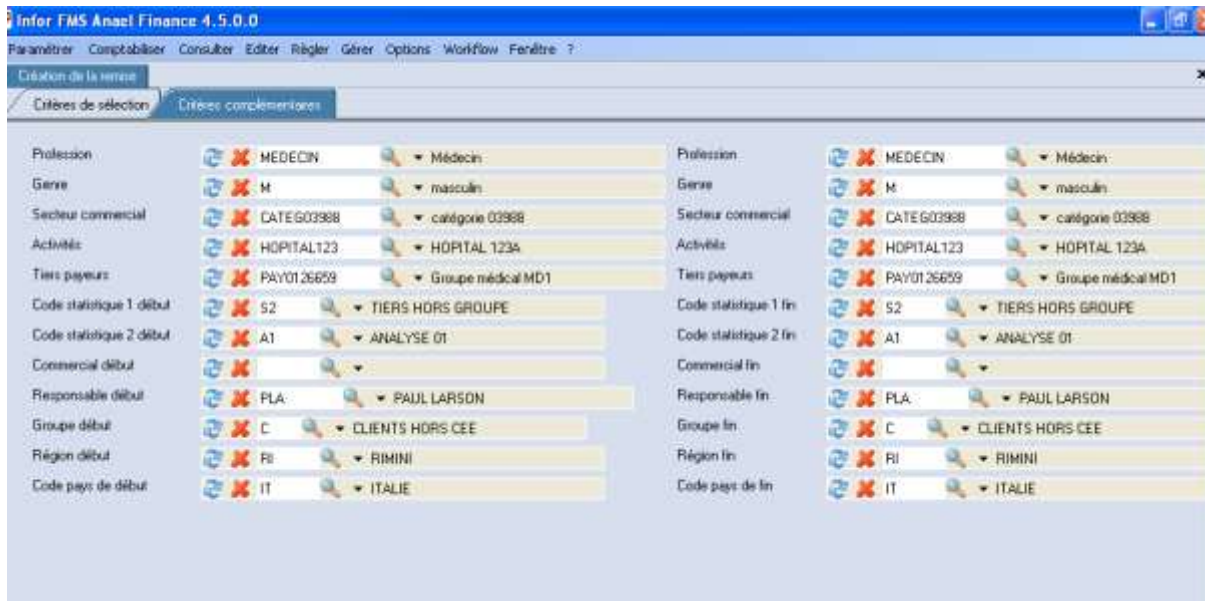 Infor FMS Anael Finance 4.5.0.0
Paramétrer Comptabiliser Consulter Editer Régler Gérer Options Workflow Fenêtre ?
Création de la remise
Critères de sélection Critères complémentaires
Profession MEDECIN Médecin Profession MEDECIN Médecin
Genre M masculin Genre M masculin
Secteur commercial CATEG03988 catégorie 03988 Secteur commercial CATEG03988 catégorie 03988
Activités HOPITAL123 HOPITAL 123A Activités HOPITAL123 HOPITAL 123A
Tiers payeurs PAY0126659 Groupe médical MD1 Tiers payeurs PAY0126659 Groupe médical MD1
Code statistique 1 début S2 TIERS HORS GROUPE Code statistique 1 fin S2 TIERS HORS GROUPE
Code statistique 2 début A1 ANALYSE 01 Code statistique 2 fin A1 ANALYSE 01
Commercial début Commercial fin
Responsable début PLA PAUL LARSON Responsable fin PLA PAUL LARSON
Groupe début C CLIENTS HORS CEE Groupe fin C CLIENTS HORS CEE
Région début RI RIMINI Région fin RI RIMINI
Code pays de début IT ITALIE Code pays de fin IT ITALIE